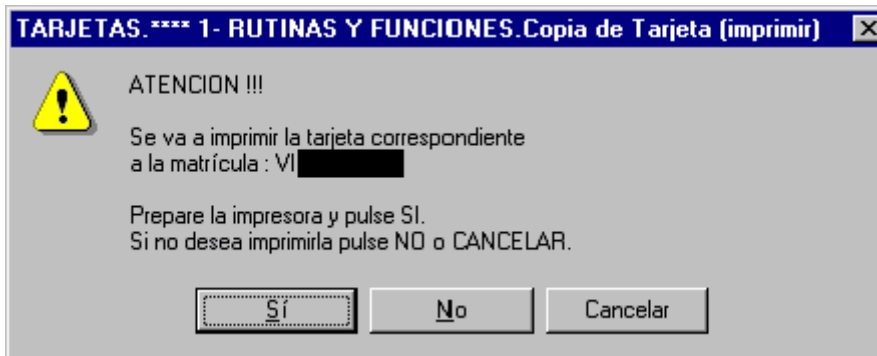 TARJETAS.**** 1- RUTINAS Y FUNCIONES.Copia de Tarjeta (imprimir)
ATENCION !!!
Se va a imprimir la tarjeta correspondiente
a la matrícula : VI
Prepare la impresora y pulse SI.
Si no desea imprimirla pulse NO o CANCELAR.
Sí No Cancelar